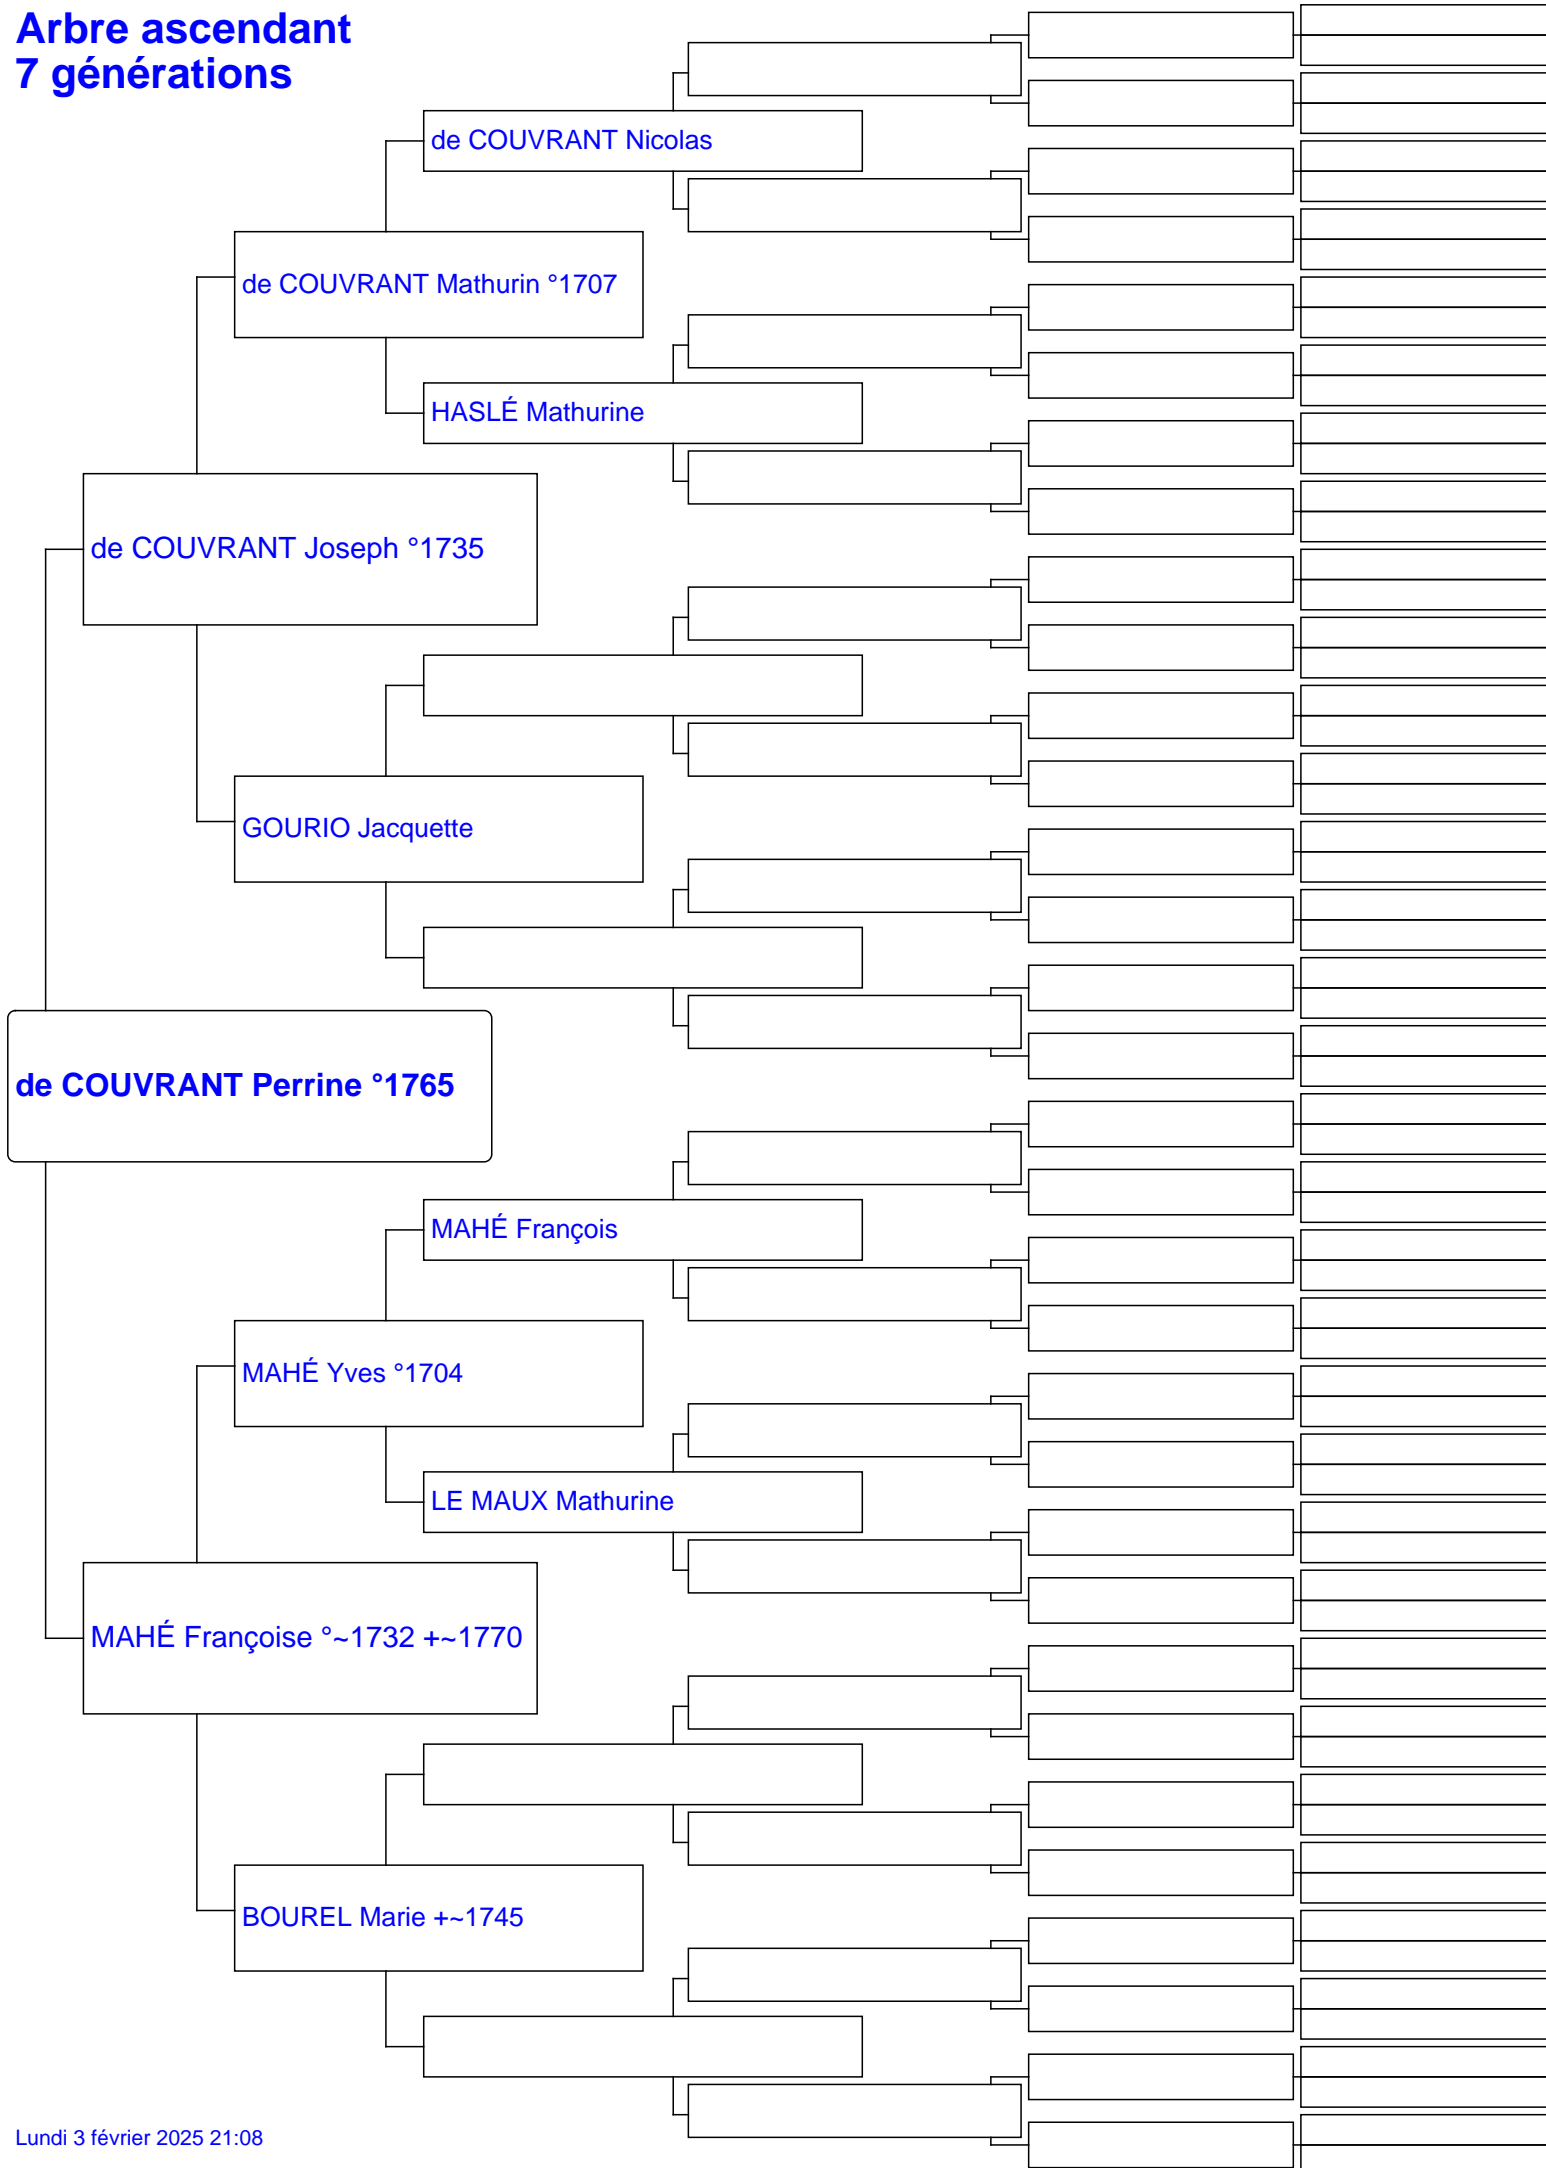 Arbre ascendant
7 générations
de COUVRANT Nicolas
de COUVRANT Mathurin °1707
HASLÉ Mathurine
de COUVRANT Joseph °1735
GOURIO Jacquette
de COUVRANT Perrine °1765
MAHÉ François
MAHÉ Yves °1704
LE MAUX Mathurine
MAHÉ Françoise °~1732 +~1770
BOUREL Marie +~1745
Lundi 3 février 2025 21:08